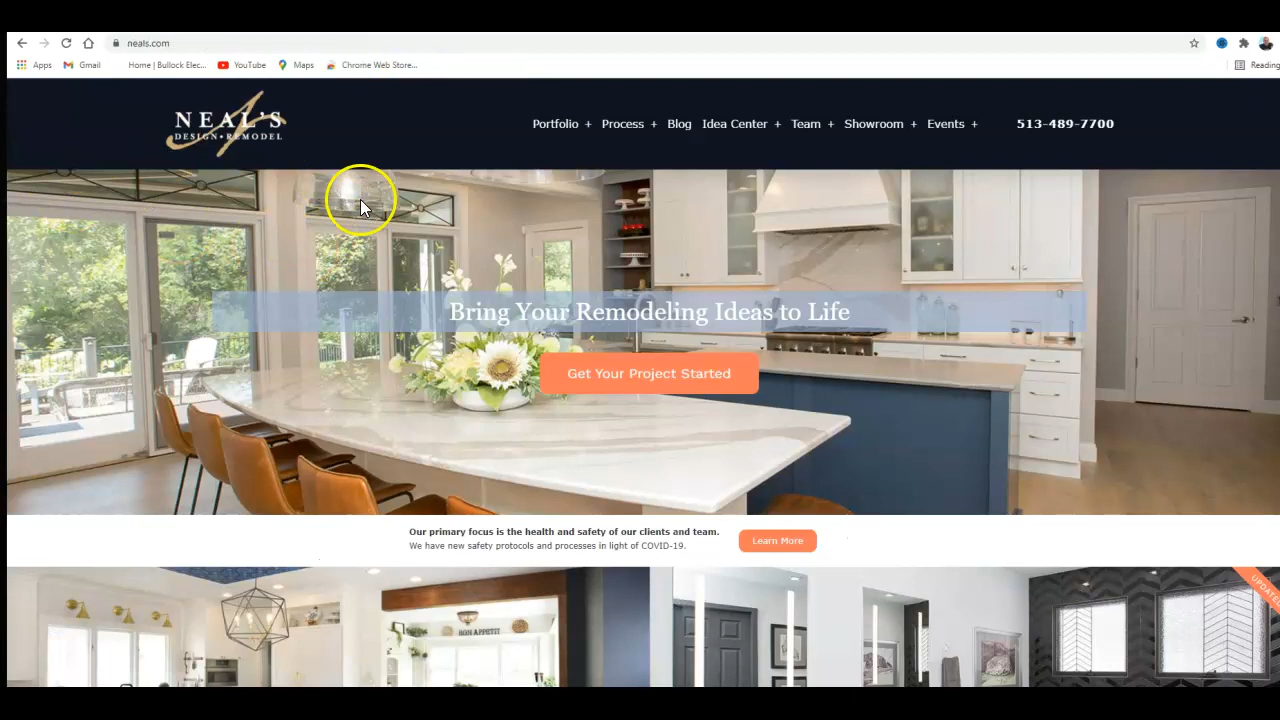 neals.com
Apps Gmail Home | Bullock Elec... YouTube Maps Chrome Web Store... Reading
NEAL'S
DESIGN•REMODEL
Portfolio + Process + Blog Idea Center + Team + Showroom + Events + 513-489-7700
Bring Your Remodeling Ideas to Life
Get Your Project Started
Our primary focus is the health and safety of our clients and team.
We have new safety protocols and processes in light of COVID-19.
Learn More
UPDATE
BON APPETIT